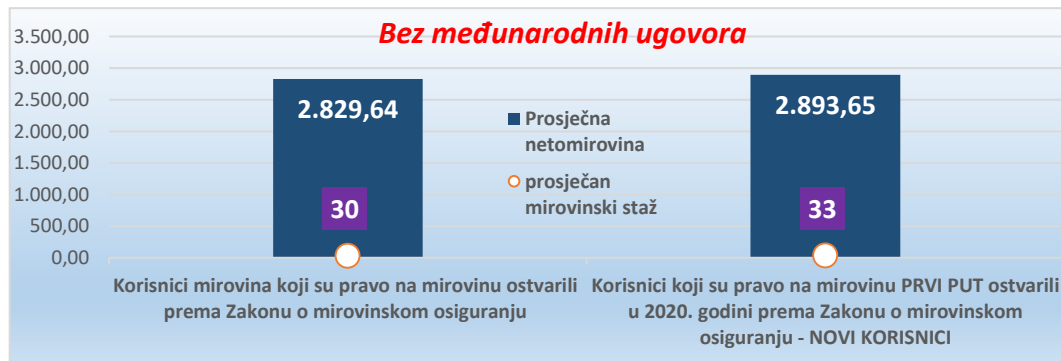 Bez međunarodnih ugovora
3.500,00
3.000,00
2.500,00
2.000,00
1.500,00
1.000,00
500,00
0,00
2.829,64
30
Prosječna
netomirovina
prosječan
mirovinski staž
2.893,65
33
Korisnici mirovina koji su pravo na mirovinu ostvarili
prema Zakonu o mirovinskom osiguranju
Korisnici koji su pravo na mirovinu PRVI PUT ostvarili
u 2020. godini prema Zakonu o mirovinskom
osiguranju - NOVI KORISNICI